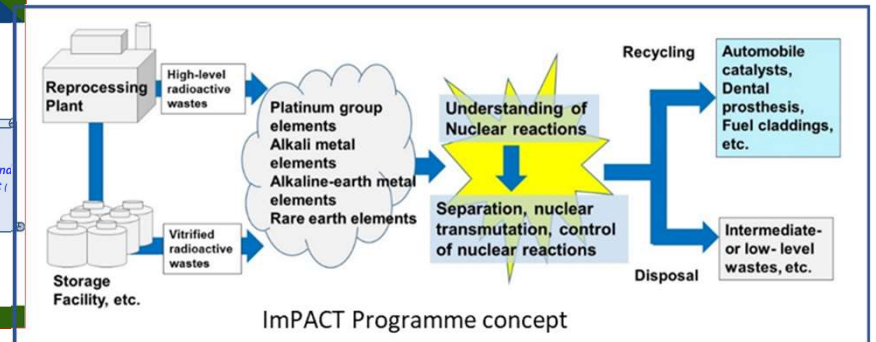 Reprocessing
Plant
High-level
radioactive
wastes
Storage
Facility, etc.
Vitrified
radioactive
wastes
Platinum group
elements
Alkali metal
elements
Alkaline-earth metal
elements
Rare earth elements
Understanding of
Nuclear reactions
Separation, nuclear
transmutation, control
of nuclear reactions
Recycling
Automobile
catalysts,
Dental
prosthesis,
Fuel claddings,
etc.
Disposal
Intermediate-
or low- level
wastes, etc.
ImPACT Programme concept